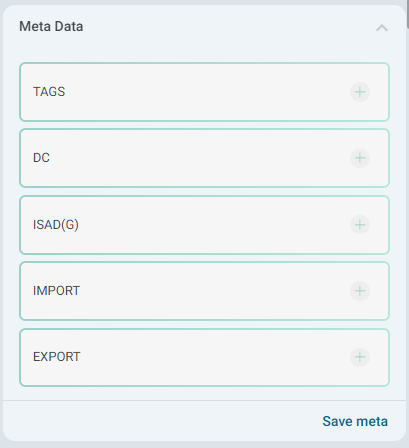 Meta Data
TAGS
DC
ISAD(G)
IMPORT
EXPORT
Save meta